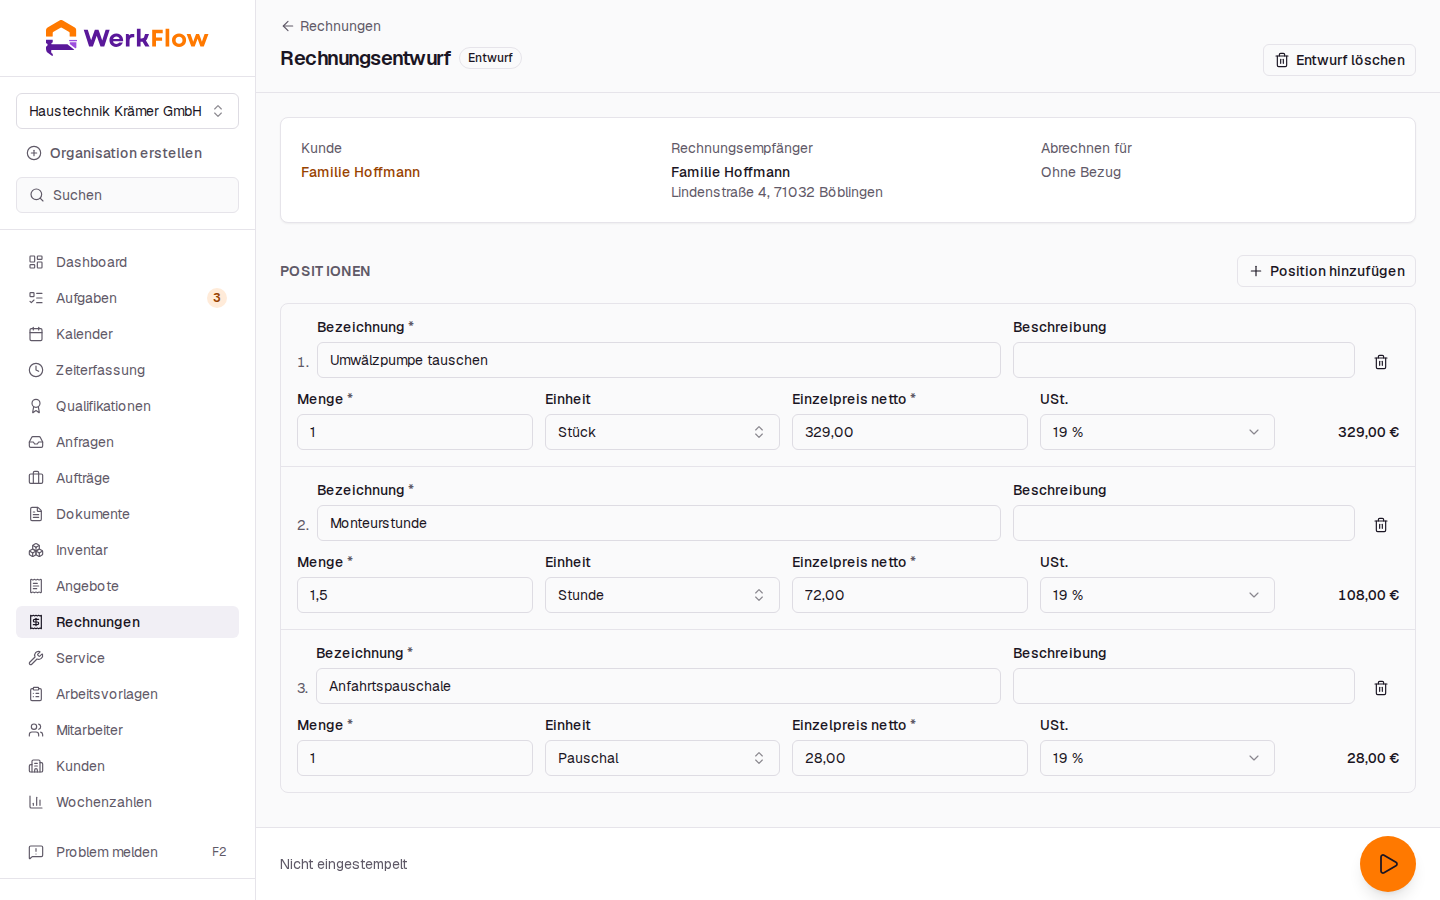 WerkFlow
Haustechnik Krämer GmbH
Organisation erstellen
Suchen
Dashboard
Aufgaben 3
Kalender
Zeiterfassung
Qualifikationen
Anfragen
Aufträge
Dokumente
Inventar
Angebote
Rechnungen
Service
Arbeitsvorlagen
Mitarbeiter
Kunden
Wochenzahlen
Problem melden F2
Rechnungen
Rechnungsentwurf Entwurf
Entwurf löschen
Kunde
Familie Hoffmann
Rechnungsempfänger
Familie Hoffmann
Lindenstraße 4, 71032 Böblingen
Abrechnen für
Ohne Bezug
POSITIONEN
Position hinzufügen
Bezeichnung * Beschreibung
1. Umwälzpumpe tauschen
Menge * Einheit Einzelpreis netto * USt.
1 Stück 329,00 19 % 329,00 €
Bezeichnung * Beschreibung
2. Monteurstunde
Menge * Einheit Einzelpreis netto * USt.
1,5 Stunde 72,00 19 % 108,00 €
Bezeichnung * Beschreibung
3. Anfahrtspauschale
Menge * Einheit Einzelpreis netto * USt.
1 Pauschal 28,00 19 % 28,00 €
Nicht eingestempelt